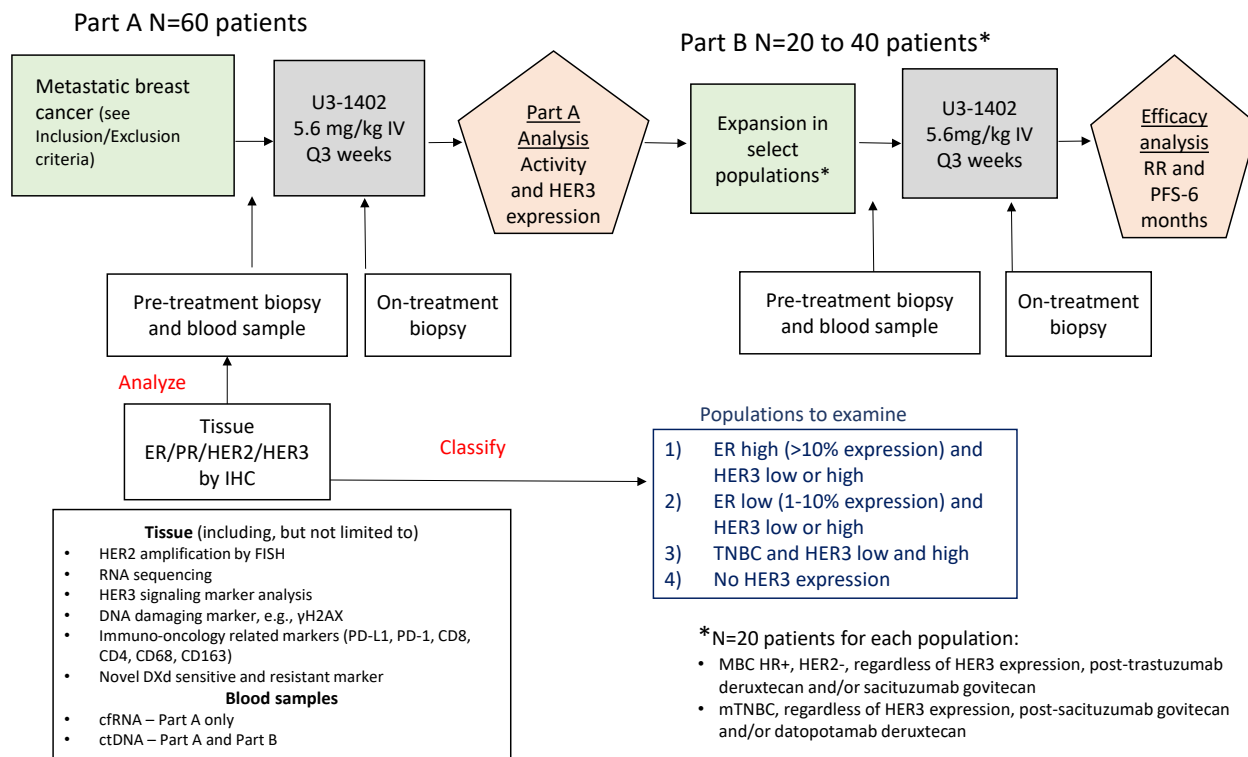 Part A N=60 patients
Part B N=20 to 40 patients*
Metastatic breast
cancer (see
Inclusion/Exclusion
criteria)
U3-1402
5.6 mg/kg IV
Q3 weeks
Part A
Analysis
Activity
and HER3
expression
Expansion in
select
populations*
U3-1402
5.6mg/kg IV
Q3 weeks
Efficacy
analysis
RR and
PFS-6
months
Pre-treatment biopsy
and blood sample
On-treatment
biopsy
Pre-treatment biopsy
and blood sample
On-treatment
biopsy
Analyze
Tissue
ER/PR/HER2/HER3
by IHC
Classify
Populations to examine
1) ER high (>10% expression) and
HER3 low or high
2) ER low (1-10% expression) and
HER3 low or high
3) TNBC and HER3 low and high
4) No HER3 expression
Tissue (including, but not limited to)
• HER2 amplification by FISH
• RNA sequencing
• HER3 signaling marker analysis
• DNA damaging marker, e.g., γH2AX
• Immuno-oncology related markers (PD-L1, PD-1, CD8,
CD4, CD68, CD163)
• Novel DXd sensitive and resistant marker
Blood samples
• cfRNA – Part A only
• ctDNA – Part A and Part B
*N=20 patients for each population:
• MBC HR+, HER2-, regardless of HER3 expression, post-trastuzumab
deruxtecan and/or sacituzumab govitecan
• mTNBC, regardless of HER3 expression, post-sacituzumab govitecan
and/or datopotamab deruxtecan